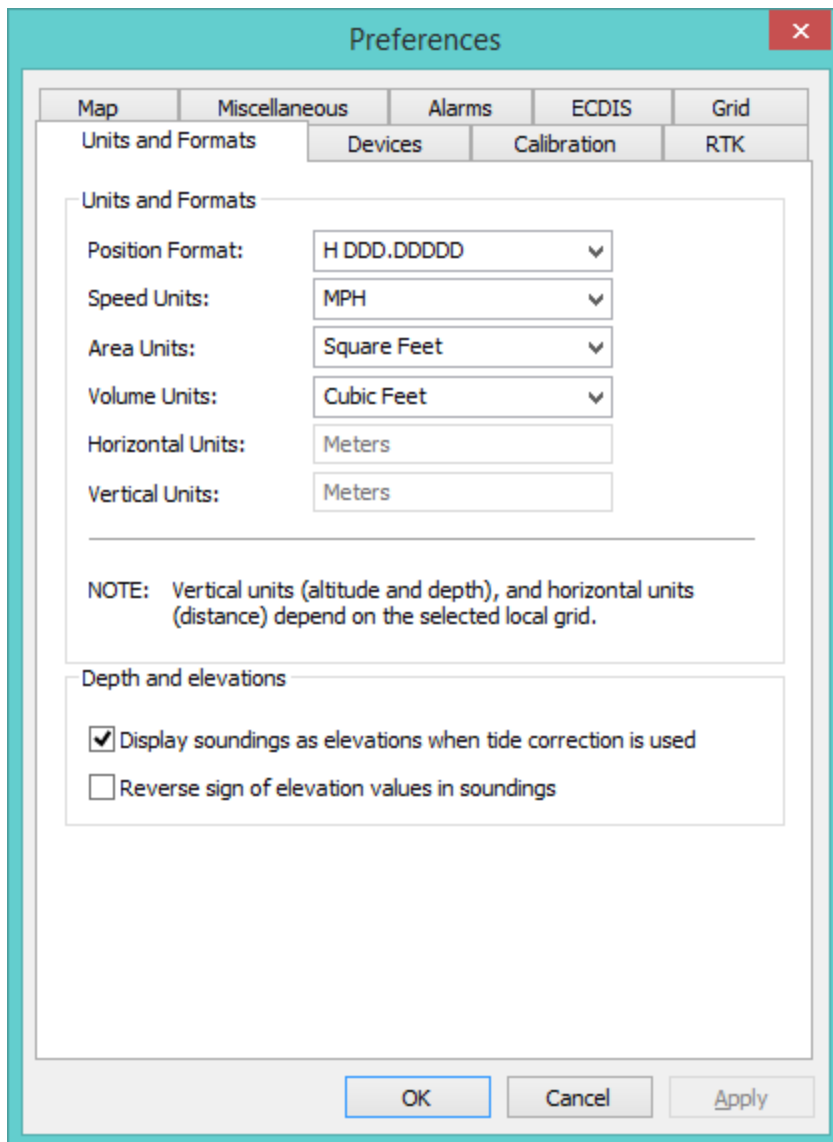 Preferences
Map Miscellaneous Alarms ECDIS Grid
Units and Formats Devices Calibration RTK
Units and Formats
Position Format: H DDD.DDDDD
Speed Units: MPH
Area Units: Square Feet
Volume Units: Cubic Feet
Horizontal Units: Meters
Vertical Units: Meters
NOTE: Vertical units (altitude and depth), and horizontal units
(distance) depend on the selected local grid.
Depth and elevations
Display soundings as elevations when tide correction is used
Reverse sign of elevation values in soundings
OK Cancel Apply